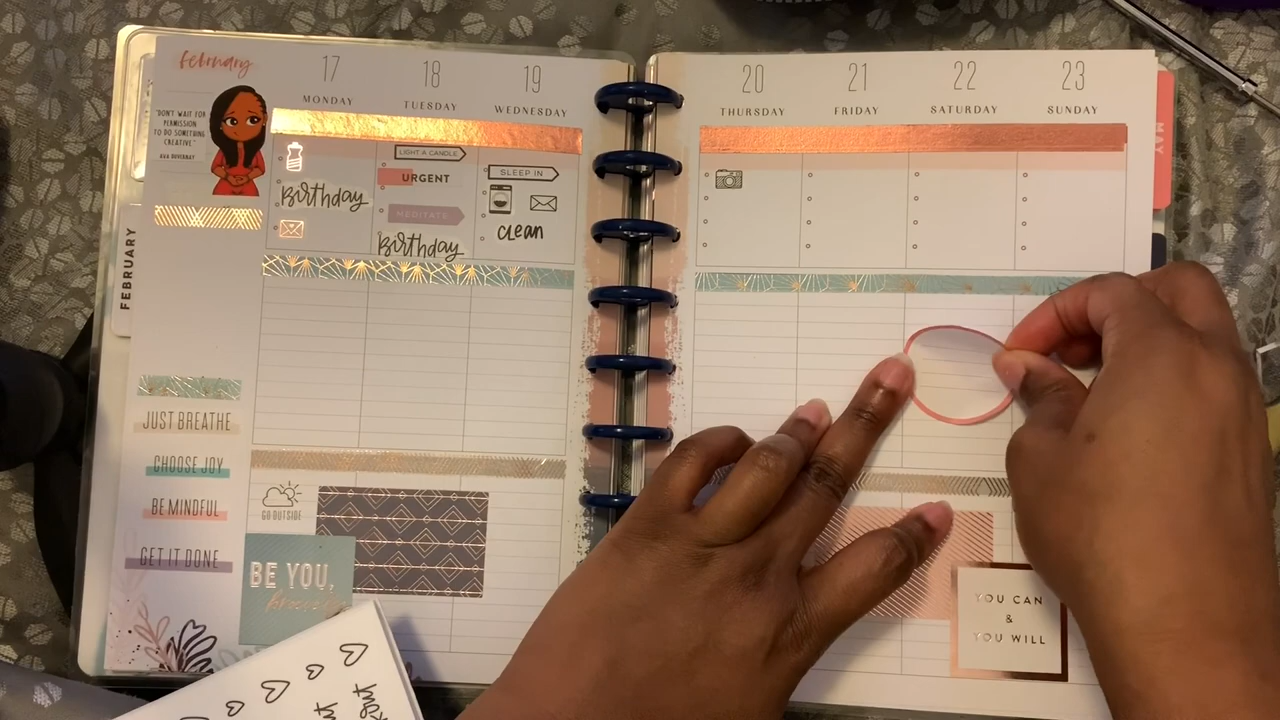 February
17
18
19
MONDAY
TUESDAY
WEDNESDAY
"DON'T WAIT FOR
PERMISSION
TO DO SOMETHING
CREATIVE"
AVA DUVERNAY
Birthday
LIGHT A CANDLE
URGENT
MEDITATE
Birthday
SLEEP IN
clean
FEBRUARY
JUST BREATHE
CHOOSE JOY
BE MINDFUL
GET IT DONE
GO OUTSIDE
BE YOU,
20
21
22
23
THURSDAY
FRIDAY
SATURDAY
SUNDAY
MAY
YOU CAN
&
YOU WILL